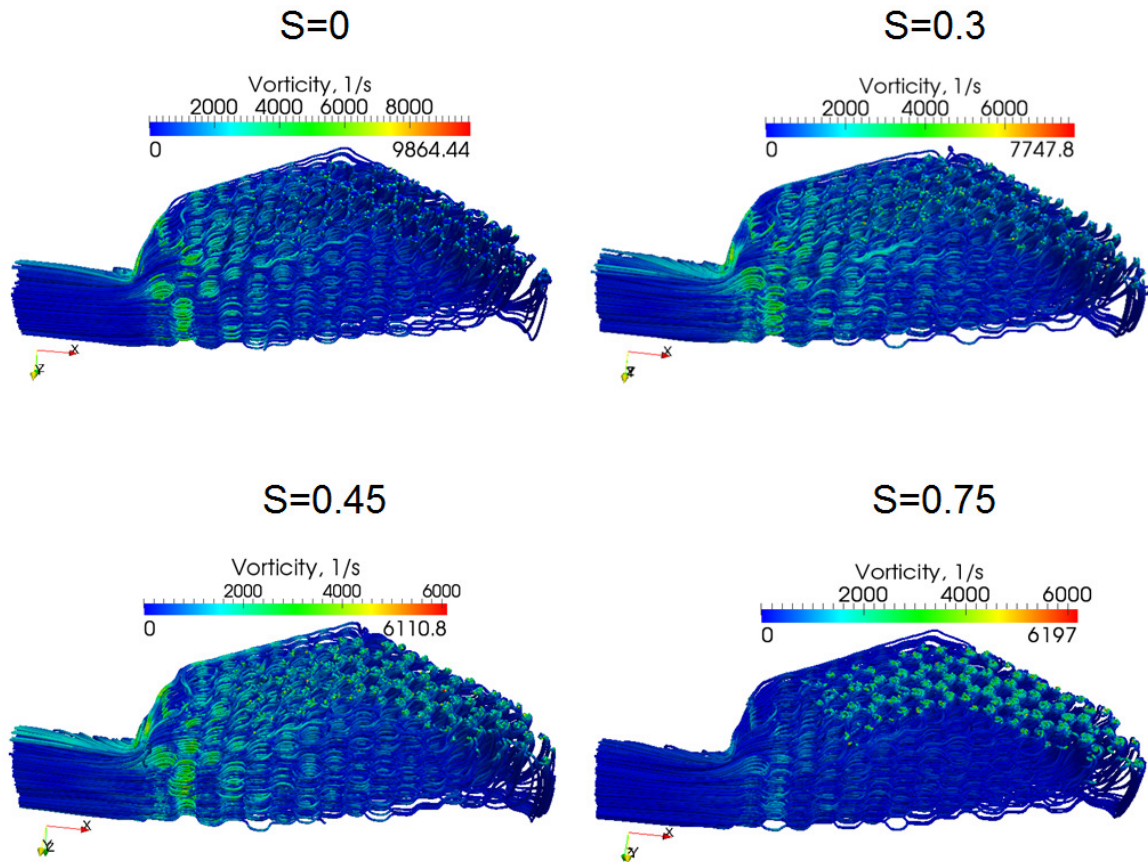 S=0
S=0.3
Vorticity, 1/s
2000 4000 6000 8000
0 9864.44
Vorticity, 1/s
2000 4000 6000
0 7747.8
X
X
S=0.45
S=0.75
Vorticity, 1/s
2000 4000 6000
0 6110.8
Vorticity, 1/s
0 2000 4000 6000
6197
X
X
Y